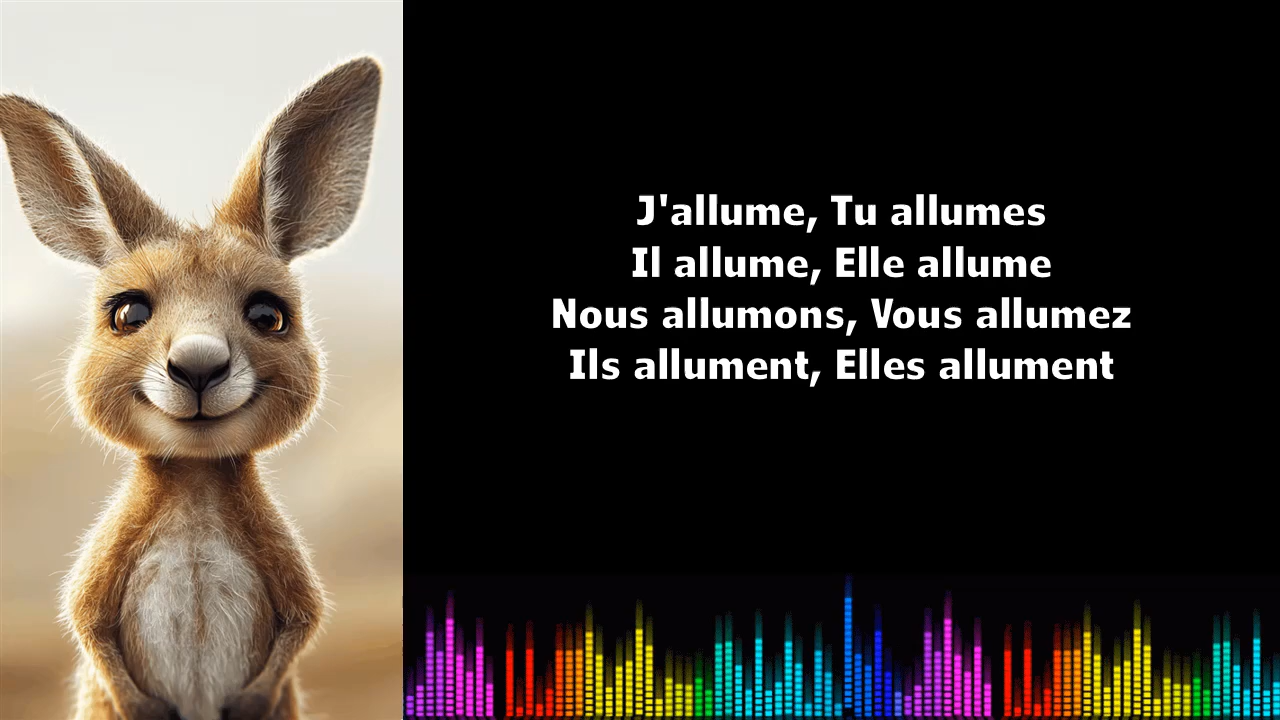 J'allume, Tu allumes
Il allume, Elle allume
Nous allumons, Vous allumez
Ils allument, Elles allument